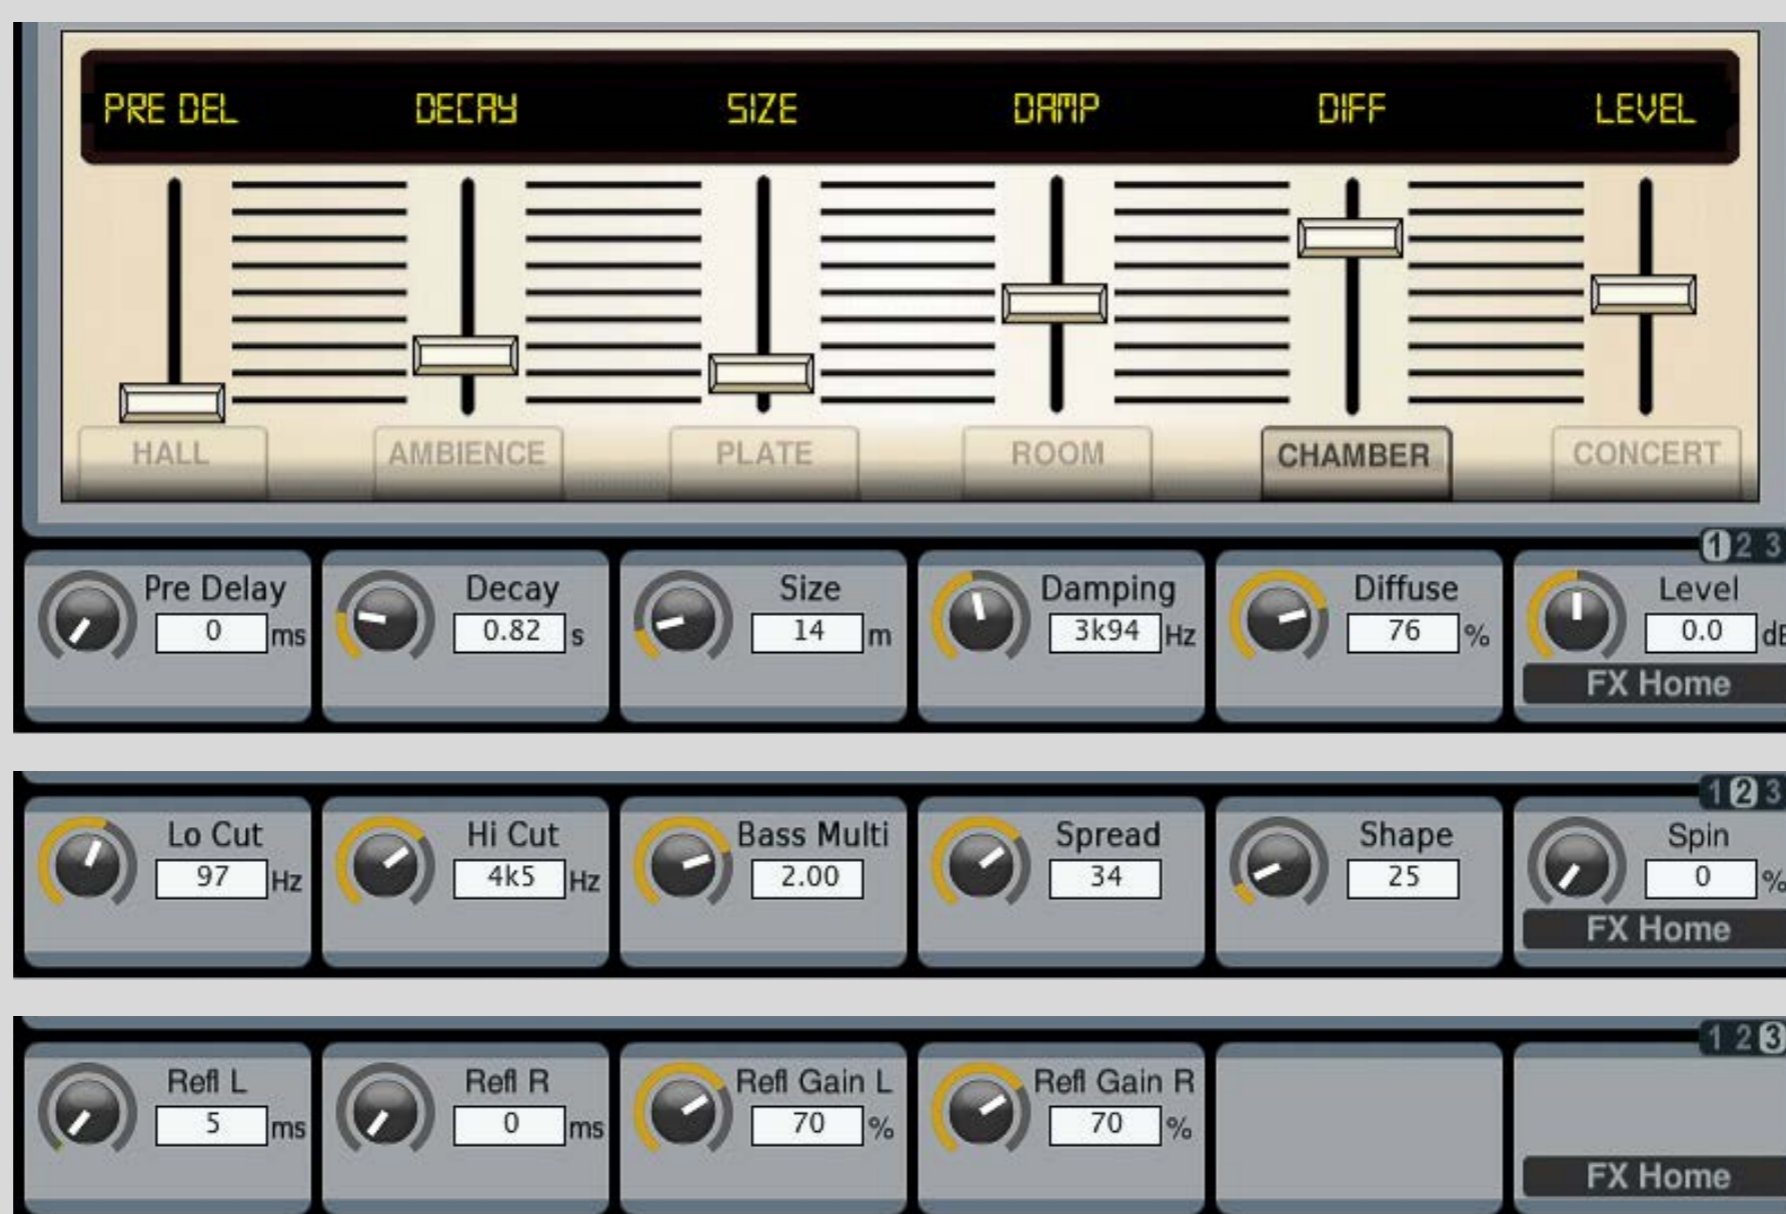 PRE DEL DECAY SIZE DAMP DIFF LEVEL
HALL AMBIENCE PLATE ROOM CHAMBER CONCERT
1 2 3
Pre Delay Decay Size Damping Diffuse Level
0 ms 0.82 s 14 m 3k94 Hz 76 % 0.0 dB
FX Home
1 2 3
Lo Cut Hi Cut Bass Multi Spread Shape Spin
97 Hz 4k5 Hz 2.00 34 25 0 %
FX Home
1 2 3
Refl L Refl R Refl Gain L Refl Gain R
5 ms 0 ms 70 % 70 %
FX Home